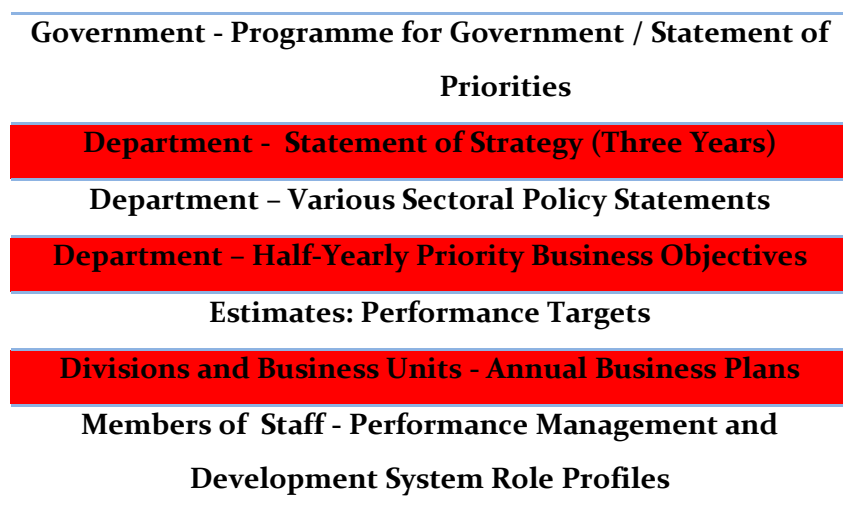 Government - Programme for Government / Statement of
Priorities
Department - Statement of Strategy (Three Years)
Department – Various Sectoral Policy Statements
Department – Half-Yearly Priority Business Objectives
Estimates: Performance Targets
Divisions and Business Units - Annual Business Plans
Members of Staff - Performance Management and
Development System Role Profiles